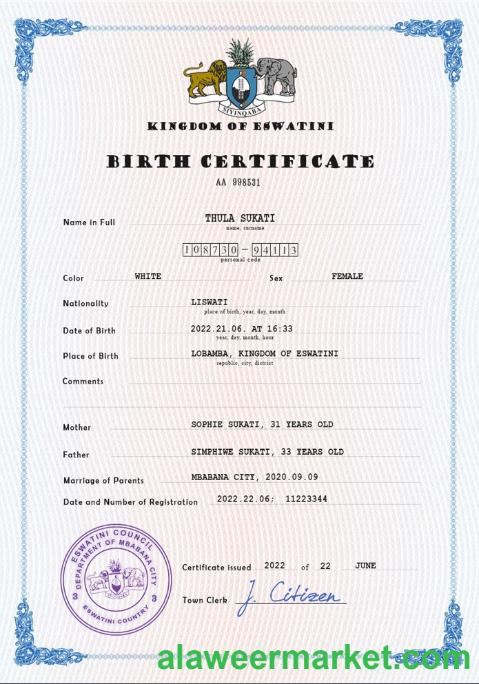 SIYINQABA
KINGDOM OF ESWATINI
BIRTH CERTIFICATE
AA 998531
Name in Full THULA SUKATI
name, surname
108730-94113
personal code
Color WHITE Sex FEMALE
Nationality LISWATI
place of birth, year, day, month
Date of Birth 2022.21.06. AT 16:33
year, day, month, hour
Place of Birth LOBAMBA, KINGDOM OF ESWATINI
republic, city, district
Comments
Mother SOPHIE SUKATI, 31 YEARS OLD
Father SIMPHIWE SUKATI, 33 YEARS OLD
Marriage of Parents MBABANA CITY, 2020.09.09
Date and Number of Registration 2022.22.06; 11223344
Certificate issued 2022 of 22 JUNE
Town Clerk J. Citizen
ESWATINI COUNCIL
DEPARTMENT OF MBABANA CITY
3 3
ESWATINI COUNTRY
alaweermarket.com